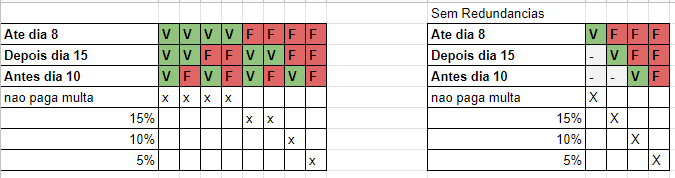 Sem Redundancias
Ate dia 8 V V V V F F F F Ate dia 8 V F F F
Depois dia 15 V V F F V V F F Depois dia 15 - V F F
Antes dia 10 V F V F V F V F Antes dia 10 - - V F
nao paga multa x x x x nao paga multa X
15% x x 15% X
10% x 10% X
5% x 5% X